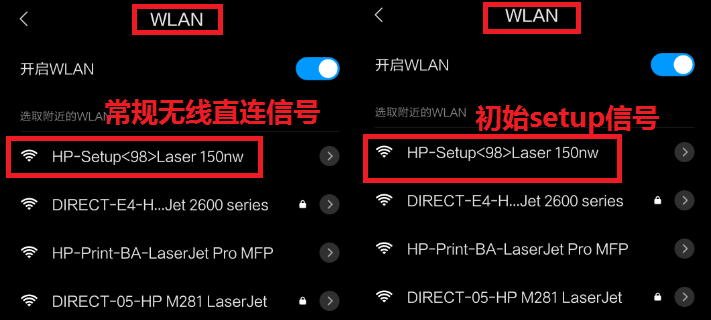 WLAN
开启WLAN
常规无线直连信号
选取附近的WLAN
HP-Setup<98>Laser 150nw
DIRECT-E4-H...Jet 2600 series
HP-Print-BA-LaserJet Pro MFP
DIRECT-05-HP M281 LaserJet
WLAN
开启WLAN
初始setup信号
选取附近的WLAN
HP-Setup<98>Laser 150nw
DIRECT-E4-H...Jet 2600 series
HP-Print-BA-LaserJet Pro MFP
DIRECT-05-HP M281 LaserJet